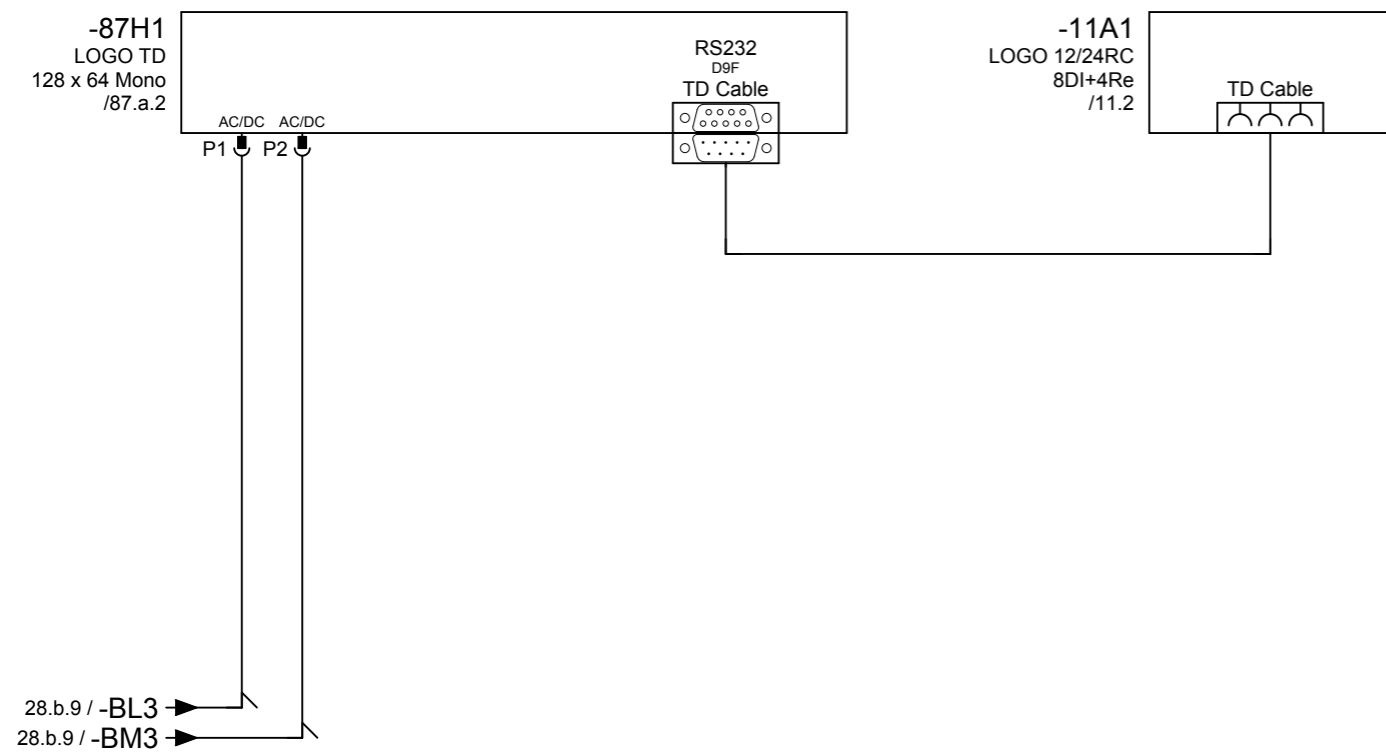 -87H1
LOGO TD
128 x 64 Mono
/87.a.2
RS232
D9F
TD Cable
AC/DC AC/DC
P1 P2
-11A1
LOGO 12/24RC
8DI+4Re
/11.2
TD Cable
28.b.9 / -BL3
28.b.9 / -BM3